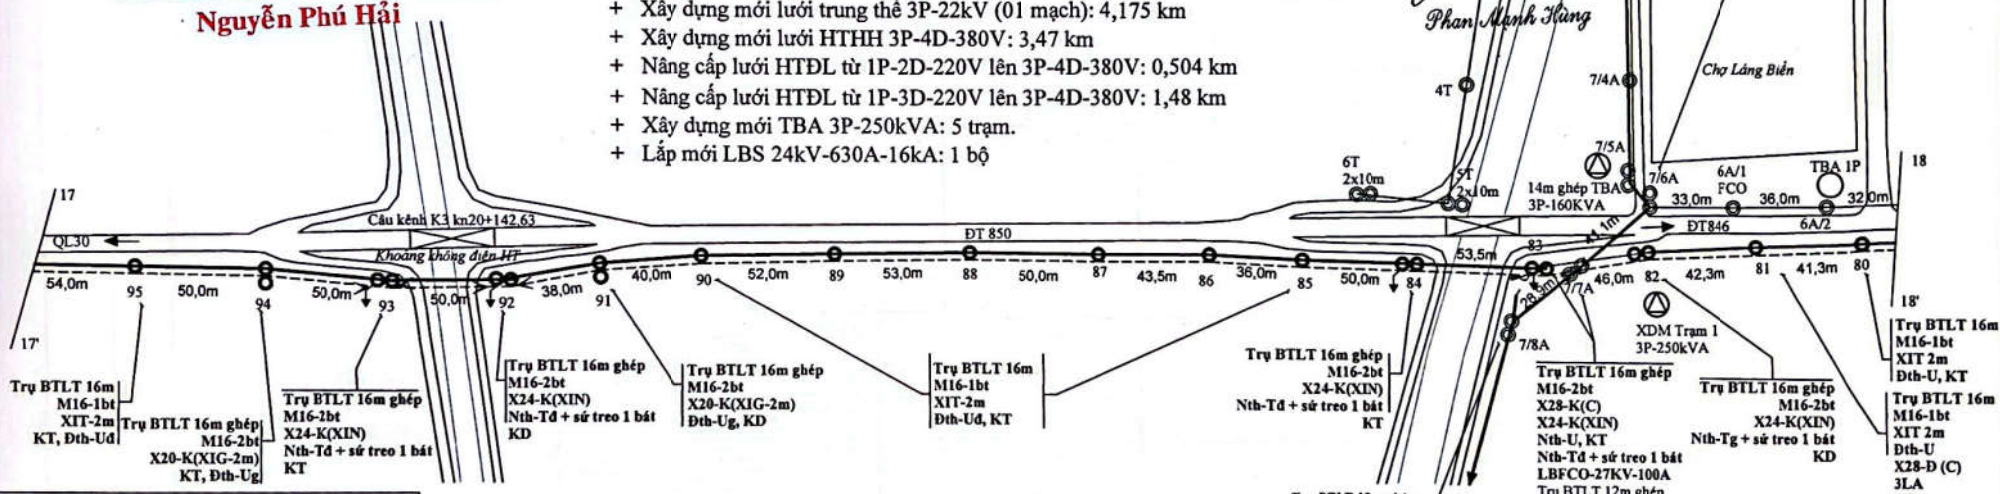 Nguyễn Phú Hải
+ Xây dựng mới lưới trung thế 3P-22kV (01 mạch): 4,175 km
+ Xây dựng mới lưới HTHH 3P-4D-380V: 3,47 km
+ Nâng cấp lưới HTĐL từ 1P-2D-220V lên 3P-4D-380V: 0,504 km
+ Nâng cấp lưới HTĐL từ 1P-3D-220V lên 3P-4D-380V: 1,48 km
+ Xây dựng mới TBA 3P-250kVA: 5 trạm.
+ Lắp mới LBS 24kV-630A-16kA: 1 bộ
Phan Mạnh Hùng
4T
7/4A
Chợ Láng Biển
6T
2x10m
5T
2x10m
7/5A
14m ghép TBA
3P-160KVA
7/6A
33,0m
6A/1
FCO
36,0m
TBA 1P
32,0m
6A/2
18
17
QL30
Cầu kênh K3 kn20+142,63
Khoảng không điện HT
ĐT 850
41,1m
ĐT846
54,0m
95
50,0m
94
50,0m
93
50,0m
92
38,0m
91
40,0m
90
52,0m
89
53,0m
88
50,0m
87
43,5m
86
36,0m
85
50,0m
84
53,5m
83
28,9m
7/7A
46,0m
82
42,3m
81
41,3m
80
17'
18'
7/8A
XDM Trạm 1
3P-250kVA
Trụ BTLT 16m
M16-1bt
XIT-2m
KT, Đth-Uđ
Trụ BTLT 16m ghép
M16-2bt
X20-K(XIG-2m)
KT, Đth-Ug
Trụ BTLT 16m ghép
M16-2bt
X24-K(XIN)
Nth-Tđ + sứ treo 1 bát
KT
Trụ BTLT 16m ghép
M16-2bt
X24-K(XIN)
Nth-Tđ + sứ treo 1 bát
KD
Trụ BTLT 16m ghép
M16-2bt
X20-K(XIG-2m)
Đth-Ug, KD
Trụ BTLT 16m
M16-1bt
XIT-2m
Đth-Uđ, KT
Trụ BTLT 16m ghép
M16-2bt
X24-K(XIN)
Nth-Tđ + sứ treo 1 bát
KT
Trụ BTLT 16m ghép
M16-2bt
X28-K(C)
X24-K(XIN)
Nth-U, KT
Nth-Tđ + sứ treo 1 bát
LBFCO-27KV-100A
Trụ BTLT 12m ghép
Trụ BTLT 16m ghép
M16-2bt
X24-K(XIN)
Nth-Tg + sứ treo 1 bát
KD
Trụ BTLT 16m
M16-1bt
XIT 2m
Đth-U, KT
Trụ BTLT 16m
M16-1bt
XIT 2m
Đth-U
X28-Đ (C)
3LA